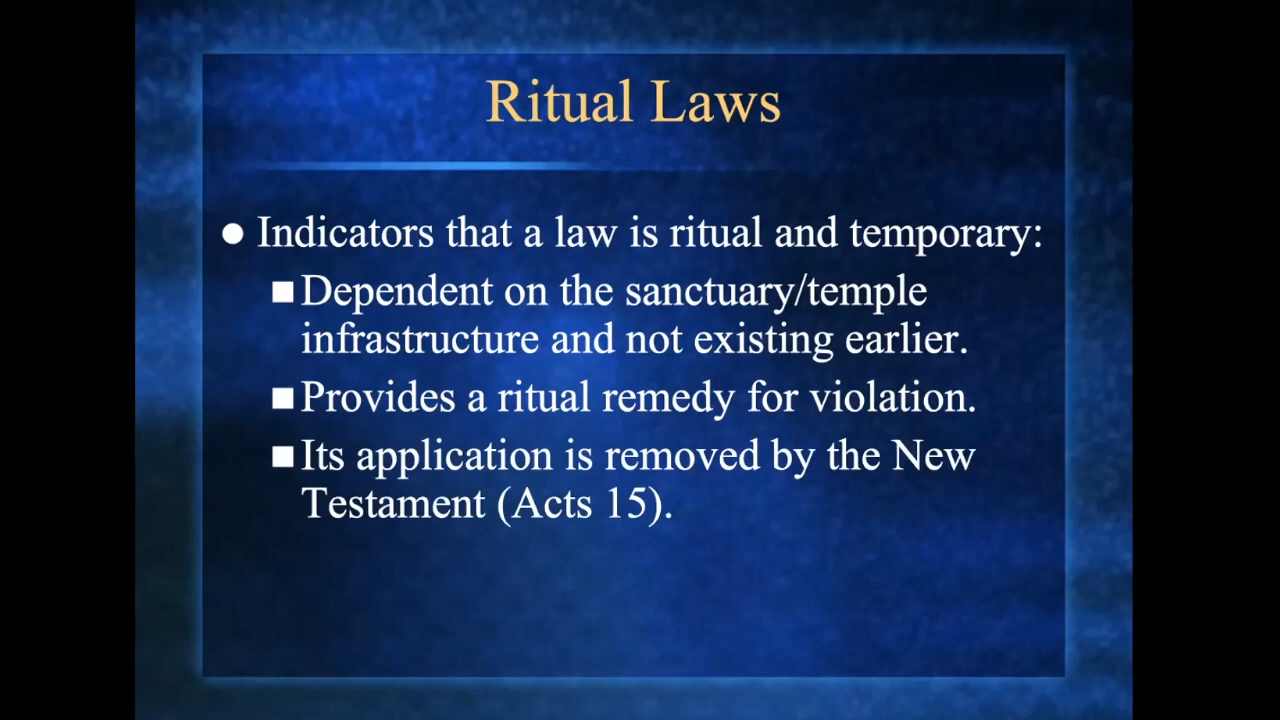 Ritual Laws
● Indicators that a law is ritual and temporary:
■ Dependent on the sanctuary/temple
infrastructure and not existing earlier.
■ Provides a ritual remedy for violation.
■ Its application is removed by the New
Testament (Acts 15).